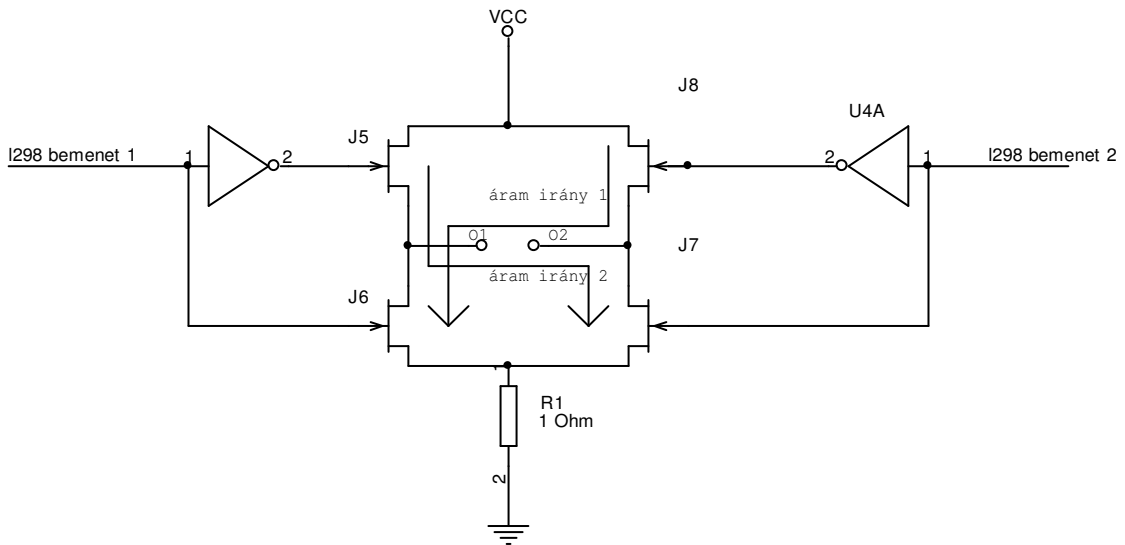 VCC
J8
U4A
J5
l298 bemenet 1
1
2
2
1
l298 bemenet 2
áram irány 1
O1
O2
J7
áram irány 2
J6
R1
1 Ohm
2